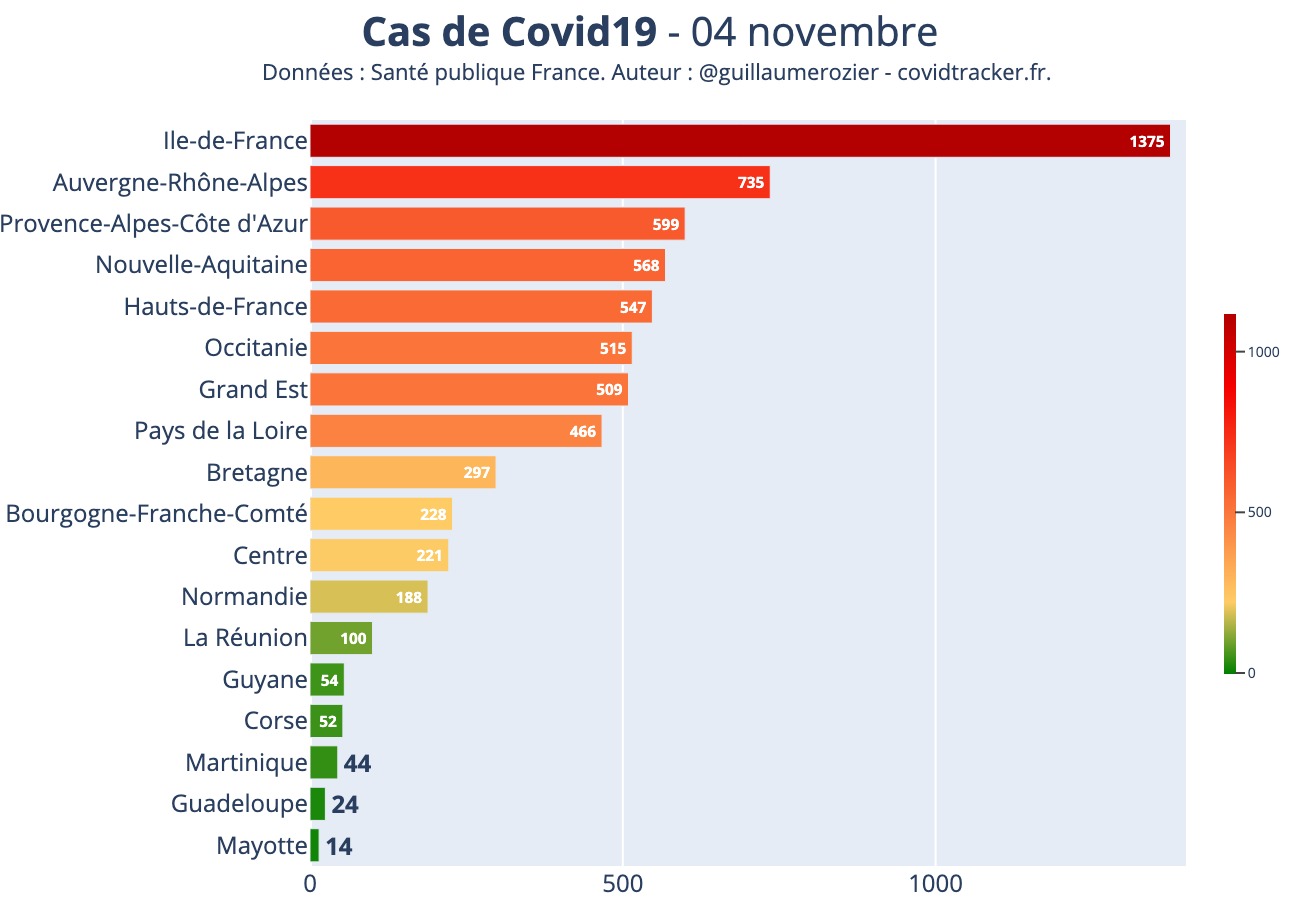 Cas de Covid19 - 04 novembre
Données : Santé publique France. Auteur : @guillaumerozier - covidtracker.fr.
Ile-de-France 1375
Auvergne-Rhône-Alpes 735
Provence-Alpes-Côte d'Azur 599
Nouvelle-Aquitaine 568
Hauts-de-France 547
Occitanie 515
Grand Est 509
Pays de la Loire 466
Bretagne 297
Bourgogne-Franche-Comté 228
Centre 221
Normandie 188
La Réunion 100
Guyane 54
Corse 52
Martinique 44
Guadeloupe 24
Mayotte 14
0 500 1000
1000
500
0